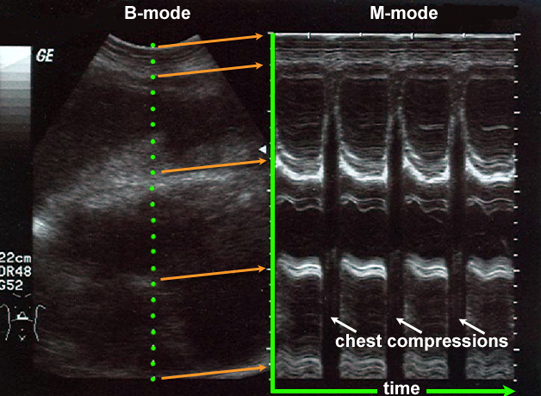 B-mode
M-mode
GE
22cm
DR48
G52
chest compressions
time